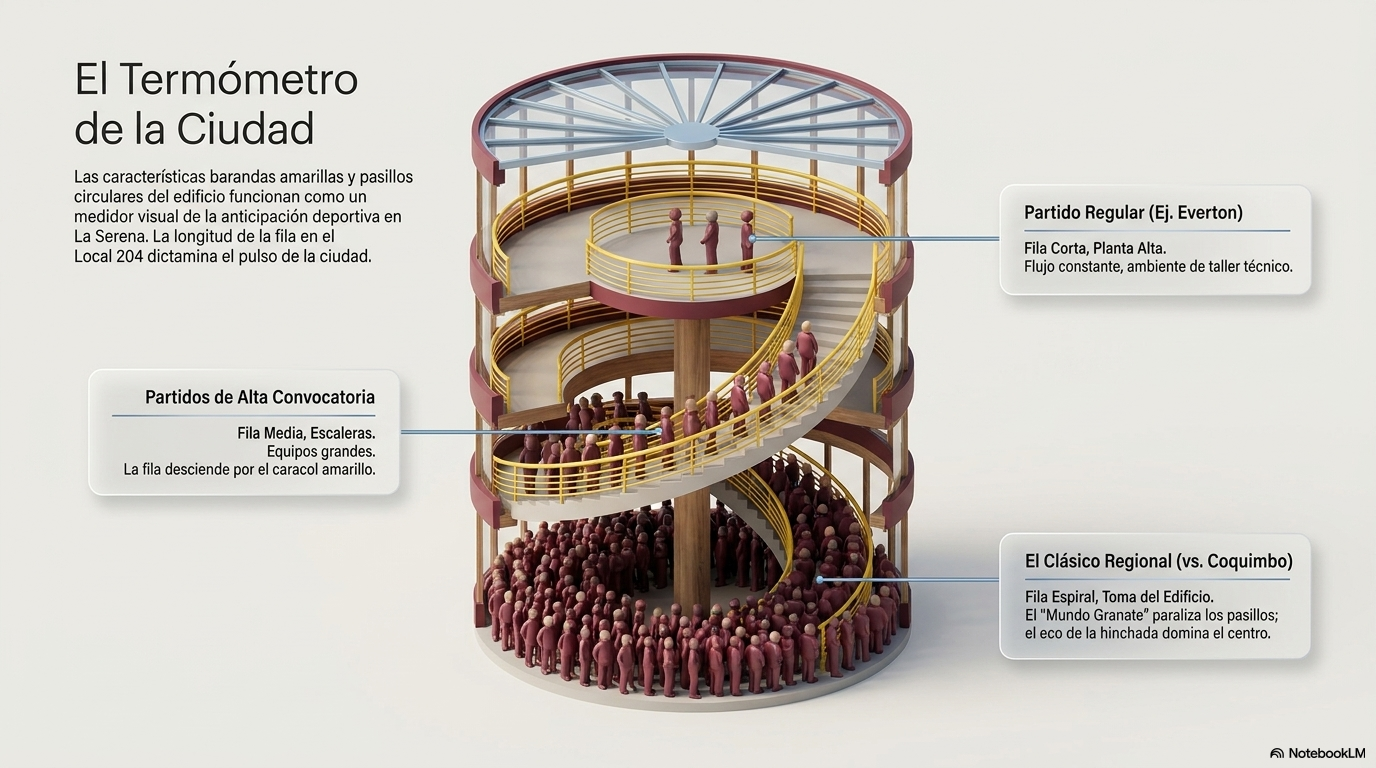 El Termómetro
de la Ciudad
Las características barandas amarillas y pasillos
circulares del edificio funcionan como un
medidor visual de la anticipación deportiva en
La Serena. La longitud de la fila en el
Local 204 dictamina el pulso de la ciudad.
Partido Regular (Ej. Everton)
Fila Corta, Planta Alta.
Flujo constante, ambiente de taller técnico.
Partidos de Alta Convocatoria
Fila Media, Escaleras.
Equipos grandes.
La fila desciende por el caracol amarillo.
El Clásico Regional (vs. Coquimbo)
Fila Espiral, Toma del Edificio.
El "Mundo Granate" paraliza los pasillos;
el eco de la hinchada domina el centro.
NotebookLM